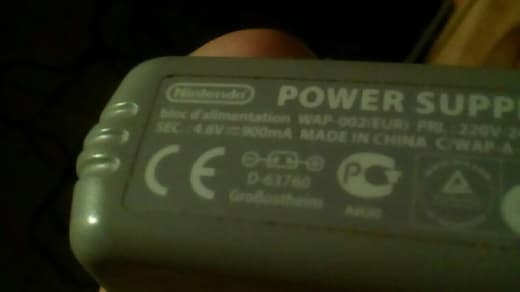 Nintendo
POWER SUPP
bloc d'alimentation WAP-002(EUR) PRI.: 220V-2
SEC.: 4.6V⎓900mA MADE IN CHINA C/WAP-A
CE
D-63760
Großostheim